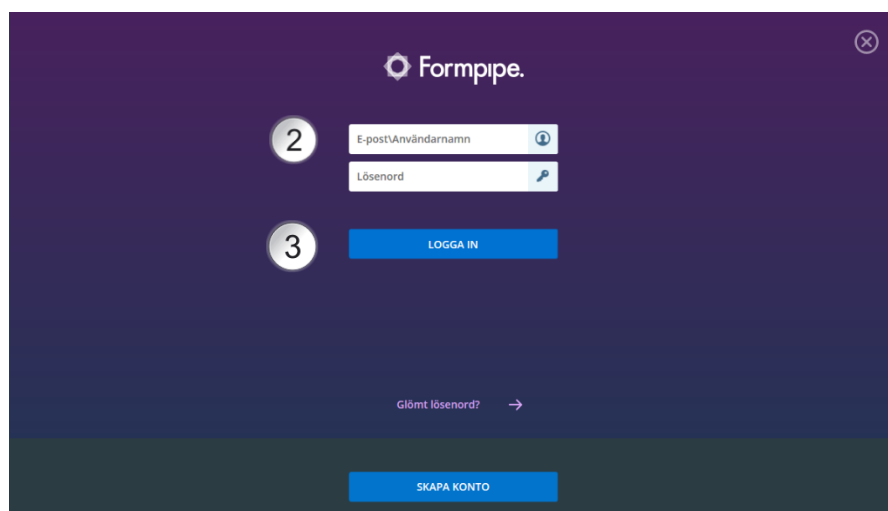 Formpipe.
2
E-post\Användarnamn
Lösenord
3
LOGGA IN
Glömt lösenord?
SKAPA KONTO